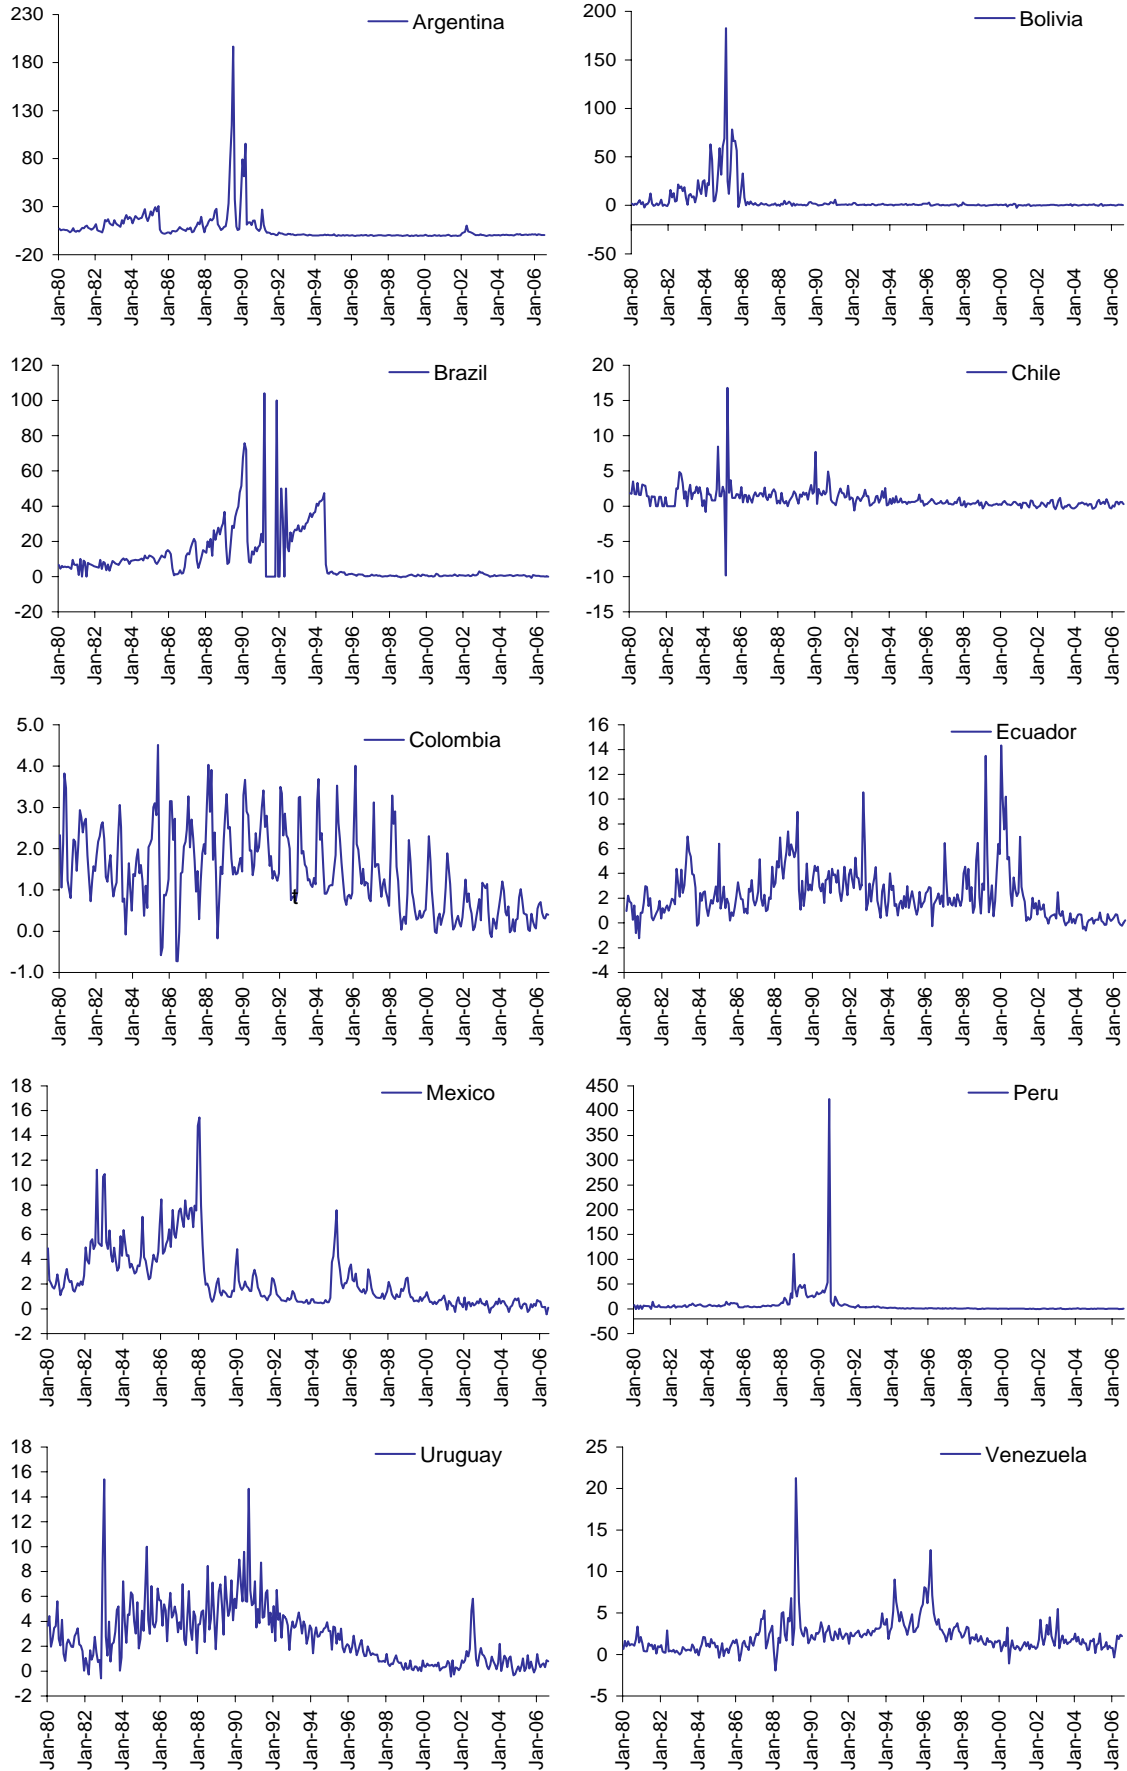 Argentina
230
180
130
80
30
-20
Jan-80
Jan-82
Jan-84
Jan-86
Jan-88
Jan-90
Jan-92
Jan-94
Jan-96
Jan-98
Jan-00
Jan-02
Jan-04
Jan-06
Bolivia
200
150
100
50
0
-50
Jan-80
Jan-82
Jan-84
Jan-86
Jan-88
Jan-90
Jan-92
Jan-94
Jan-96
Jan-98
Jan-00
Jan-02
Jan-04
Jan-06
Brazil
120
100
80
60
40
20
0
-20
Jan-80
Jan-82
Jan-84
Jan-86
Jan-88
Jan-90
Jan-92
Jan-94
Jan-96
Jan-98
Jan-00
Jan-02
Jan-04
Jan-06
Chile
20
15
10
5
0
-5
-10
-15
Jan-80
Jan-82
Jan-84
Jan-86
Jan-88
Jan-90
Jan-92
Jan-94
Jan-96
Jan-98
Jan-00
Jan-02
Jan-04
Jan-06
Colombia
5.0
4.0
3.0
2.0
1.0
0.0
-1.0
t
Jan-80
Jan-82
Jan-84
Jan-86
Jan-88
Jan-90
Jan-92
Jan-94
Jan-96
Jan-98
Jan-00
Jan-02
Jan-04
Jan-06
Ecuador
16
14
12
10
8
6
4
2
0
-2
-4
Jan-80
Jan-82
Jan-84
Jan-86
Jan-88
Jan-90
Jan-92
Jan-94
Jan-96
Jan-98
Jan-00
Jan-02
Jan-04
Jan-06
Mexico
18
16
14
12
10
8
6
4
2
0
-2
Jan-80
Jan-82
Jan-84
Jan-86
Jan-88
Jan-90
Jan-92
Jan-94
Jan-96
Jan-98
Jan-00
Jan-02
Jan-04
Jan-06
Peru
450
400
350
300
250
200
150
100
50
0
-50
Jan-80
Jan-82
Jan-84
Jan-86
Jan-88
Jan-90
Jan-92
Jan-94
Jan-96
Jan-98
Jan-00
Jan-02
Jan-04
Jan-06
Uruguay
18
16
14
12
10
8
6
4
2
0
-2
Jan-80
Jan-82
Jan-84
Jan-86
Jan-88
Jan-90
Jan-92
Jan-94
Jan-96
Jan-98
Jan-00
Jan-02
Jan-04
Jan-06
Venezuela
25
20
15
10
5
0
-5
Jan-80
Jan-82
Jan-84
Jan-86
Jan-88
Jan-90
Jan-92
Jan-94
Jan-96
Jan-98
Jan-00
Jan-02
Jan-04
Jan-06